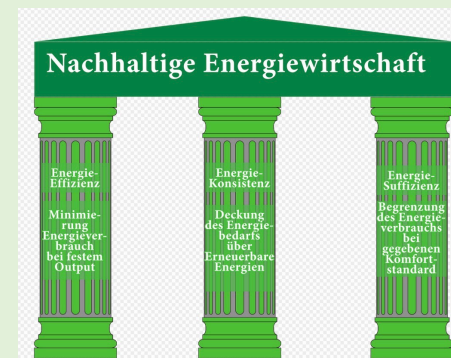 Nachhaltige Energiewirtschaft
Energie-
Effizienz
Minimie-
rung
Energiever-
brauch
bei festem
Output
Energie-
Konsistenz
Deckung
des Energie-
bedarfs
über
Erneuerbare
Energien
Energie-
Suffizienz
Begrenzung
des Energie-
verbrauchs
bei
gegebenen
Komfort-
standard